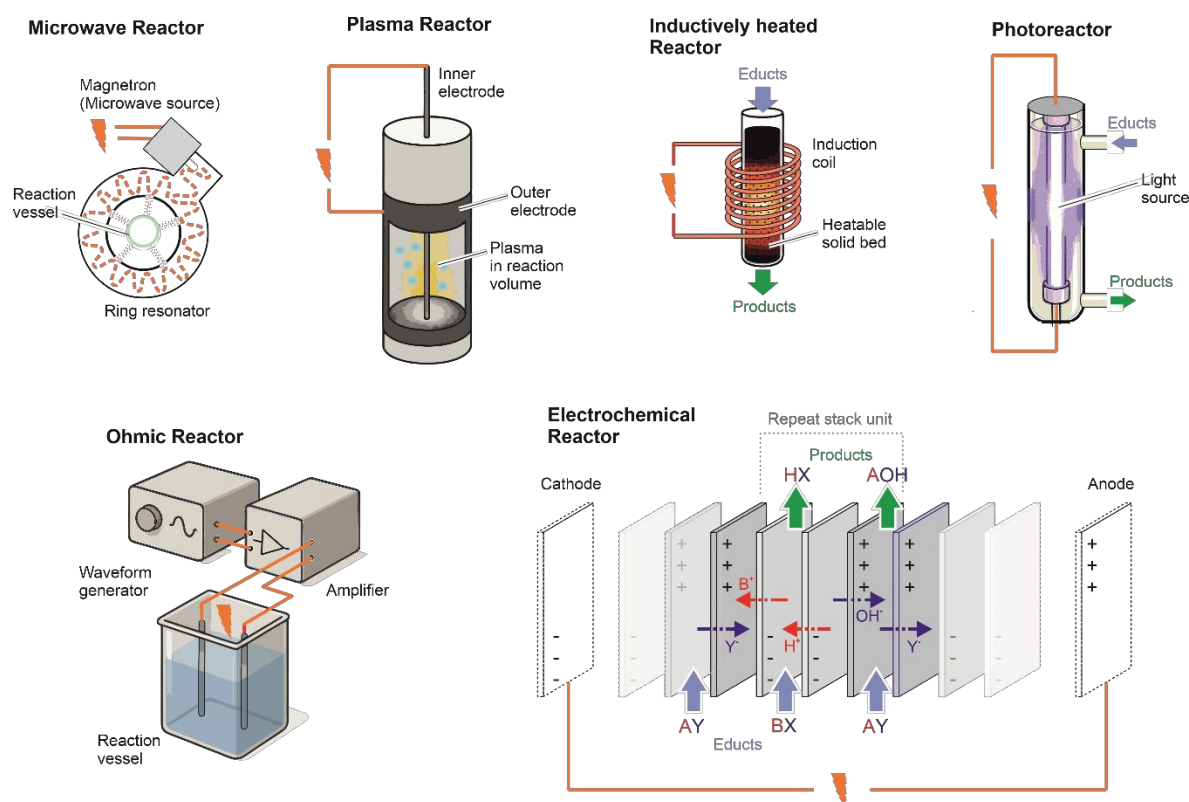 Microwave Reactor
Magnetron
(Microwave source)
Reaction
vessel
Ring resonator
Plasma Reactor
Inner
electrode
Outer
electrode
Plasma
in reaction
volume
Inductively heated
Reactor
Educts
Induction
coil
Heatable
solid bed
Products
Photoreactor
Educts
Light
source
Products
Ohmic Reactor
Waveform
generator
Amplifier
Reaction
vessel
Electrochemical
Reactor
Repeat stack unit
Products
HX
AOH
Cathode
Anode
+ + + + +
+ + + + +
+ + + + +
B⁺
OH⁻
Y⁻
H⁺
Y⁻
- - - -
- - - -
- - - -
AY
BX
AY
Educts